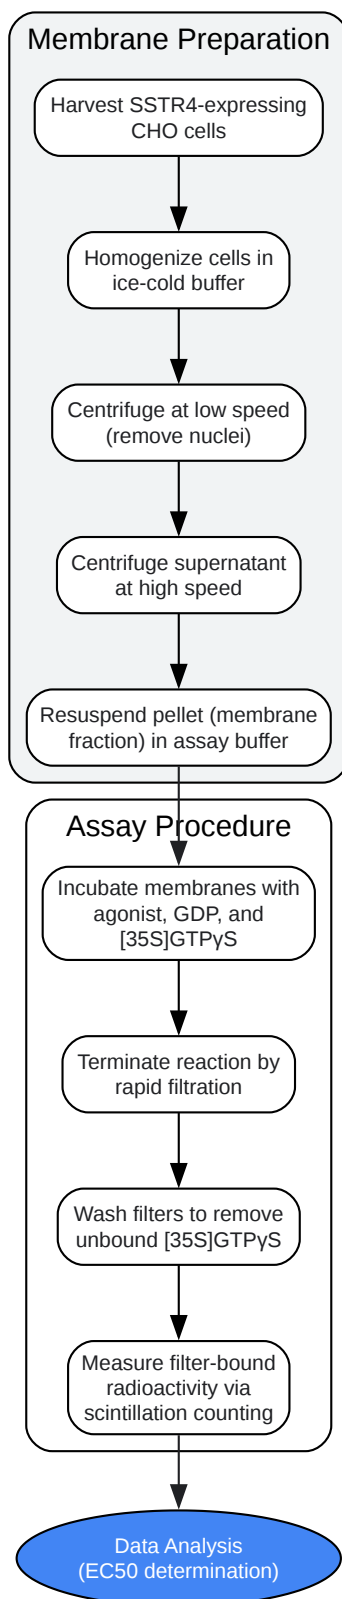 Membrane Preparation
Harvest SSTR4-expressing
CHO cells
Homogenize cells in
ice-cold buffer
Centrifuge at low speed
(remove nuclei)
Centrifuge supernatant
at high speed
Resuspend pellet (membrane
fraction) in assay buffer
Assay Procedure
Incubate membranes with
agonist, GDP, and
[35S]GTPγS
Terminate reaction by
rapid filtration
Wash filters to remove
unbound [35S]GTPγS
Measure filter-bound
radioactivity via
scintillation counting
Data Analysis
(EC50 determination)